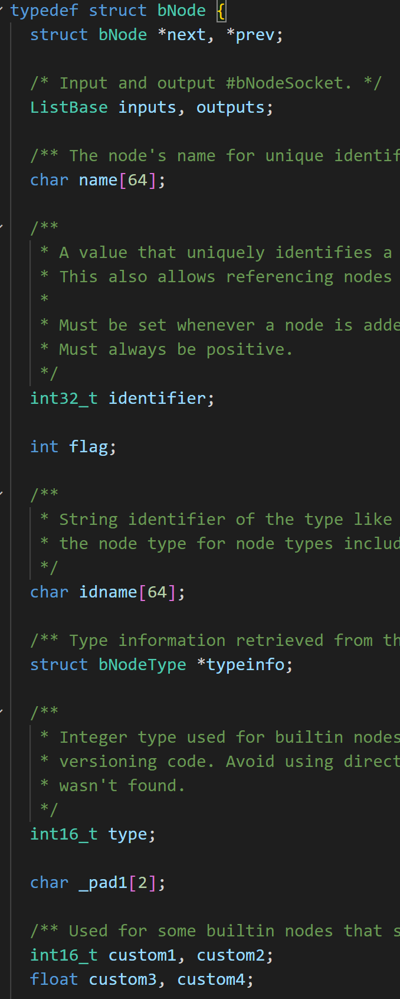 typedef struct bNode {
struct bNode *next, *prev;
/* Input and output #bNodeSocket. */
ListBase inputs, outputs;
/** The node's name for unique
char name[64];
/**
* A value that uniquely identifies a
* This also allows referencing nodes
*
* Must be set whenever a node is
* Must always be positive.
*/
int32_t identifier;
int flag;
/**
* String identifier of the type like
* the node type for node types
*/
char idname[64];
/** Type information retrieved from
struct bNodeType *typeinfo;
/**
* Integer type used for builtin nodes
* versioning code. Avoid using
* wasn't found.
*/
int16_t type;
char _pad1[2];
/** Used for some builtin nodes that
int16_t custom1, custom2;
float custom3, custom4;